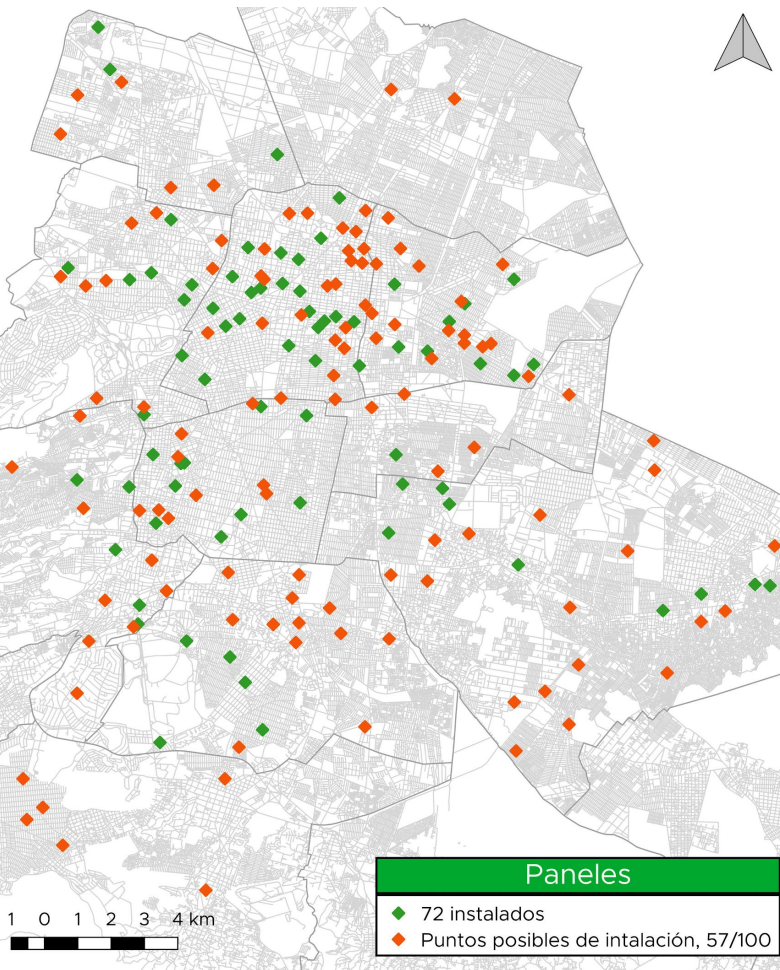 1 0 1 2 3 4 km
Paneles
72 instalados
Puntos posibles de intalación, 57/100